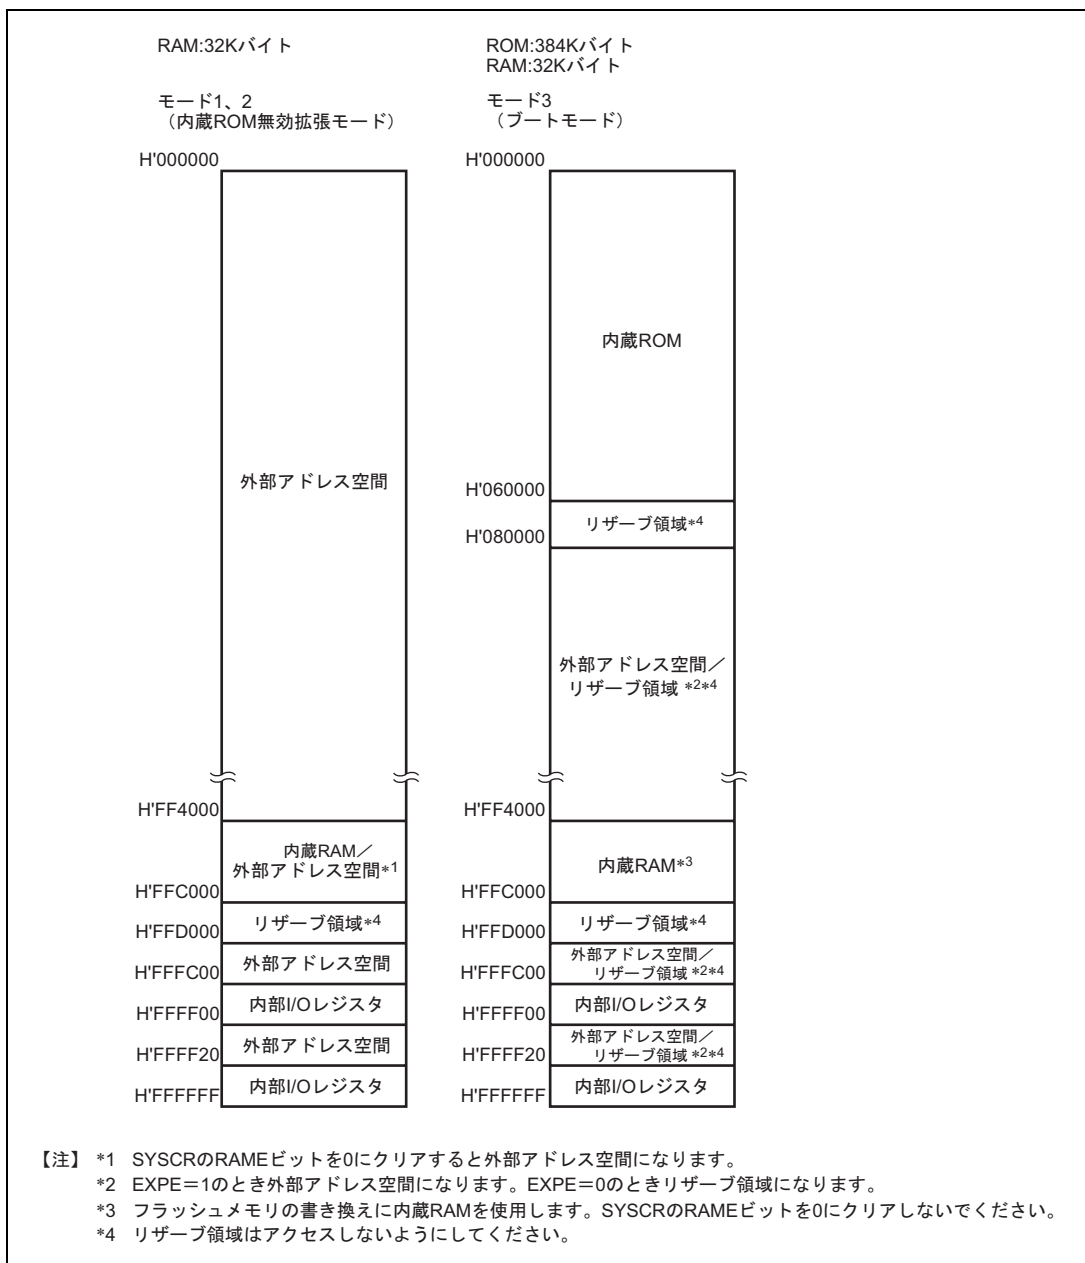 RAM:32Kバイト
モード1、2
（内蔵ROM無効拡張モード）
H'000000
外部アドレス空間
H'FF4000
内蔵RAM／
外部アドレス空間*1
H'FFC000
リザーブ領域*4
H'FFD000
外部アドレス空間
H'FFFC00
内部I/Oレジスタ
H'FFFF00
外部アドレス空間
H'FFFF20
内部I/Oレジスタ
H'FFFFFF
ROM:384Kバイト
RAM:32Kバイト
モード3
（ブートモード）
H'000000
内蔵ROM
H'060000
リザーブ領域*4
H'080000
外部アドレス空間／
リザーブ領域 *2*4
H'FF4000
内蔵RAM*3
H'FFC000
リザーブ領域*4
H'FFD000
外部アドレス空間／
リザーブ領域 *2*4
H'FFFC00
内部I/Oレジスタ
H'FFFF00
外部アドレス空間／
リザーブ領域 *2*4
H'FFFF20
内部I/Oレジスタ
H'FFFFFF
【注】 *1 SYSCRのRAMEビットを0にクリアすると外部アドレス空間になります。
*2 EXPE＝1のとき外部アドレス空間になります。EXPE＝0のときリザーブ領域になります。
*3 フラッシュメモリの書き換えに内蔵RAMを使用します。SYSCRのRAMEビットを0にクリアしないでください。
*4 リザーブ領域はアクセスしないようにしてください。